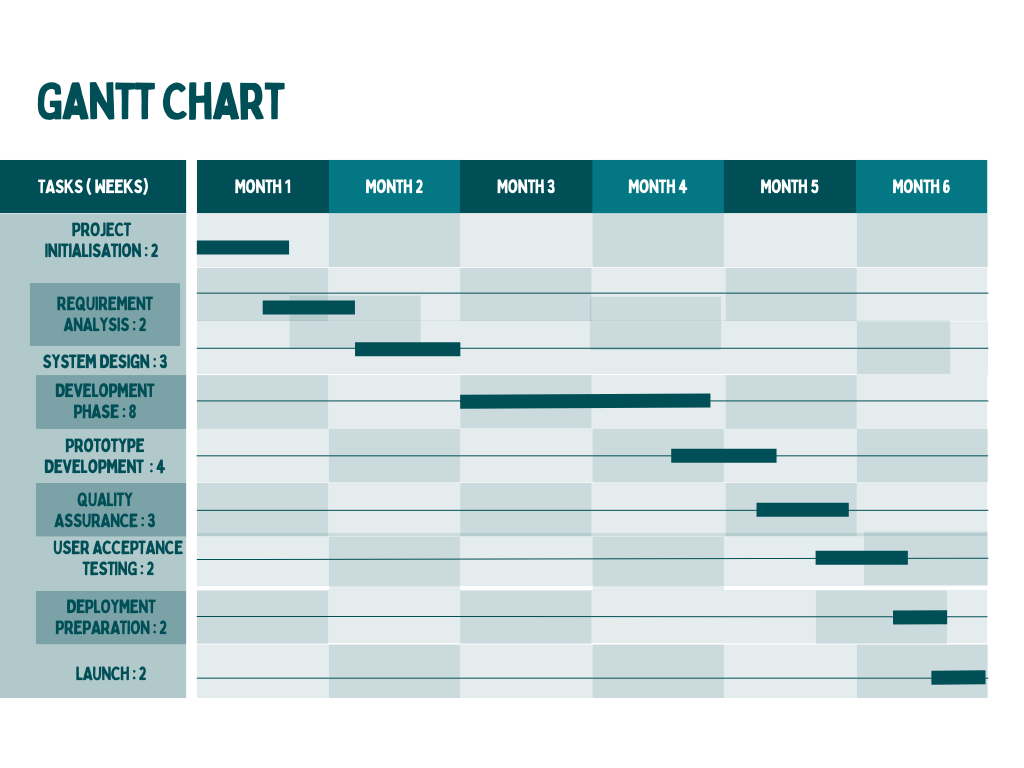 GANTT CHART
TASKS ( WEEKS)
MONTH 1
MONTH 2
MONTH 3
MONTH 4
MONTH 5
MONTH 6
PROJECT
INITIALISATION : 2
REQUIREMENT
ANALYSIS : 2
SYSTEM DESIGN : 3
DEVELOPMENT
PHASE : 8
PROTOTYPE
DEVELOPMENT : 4
QUALITY
ASSURANCE : 3
USER ACCEPTANCE
TESTING : 2
DEPLOYMENT
PREPARATION : 2
LAUNCH : 2